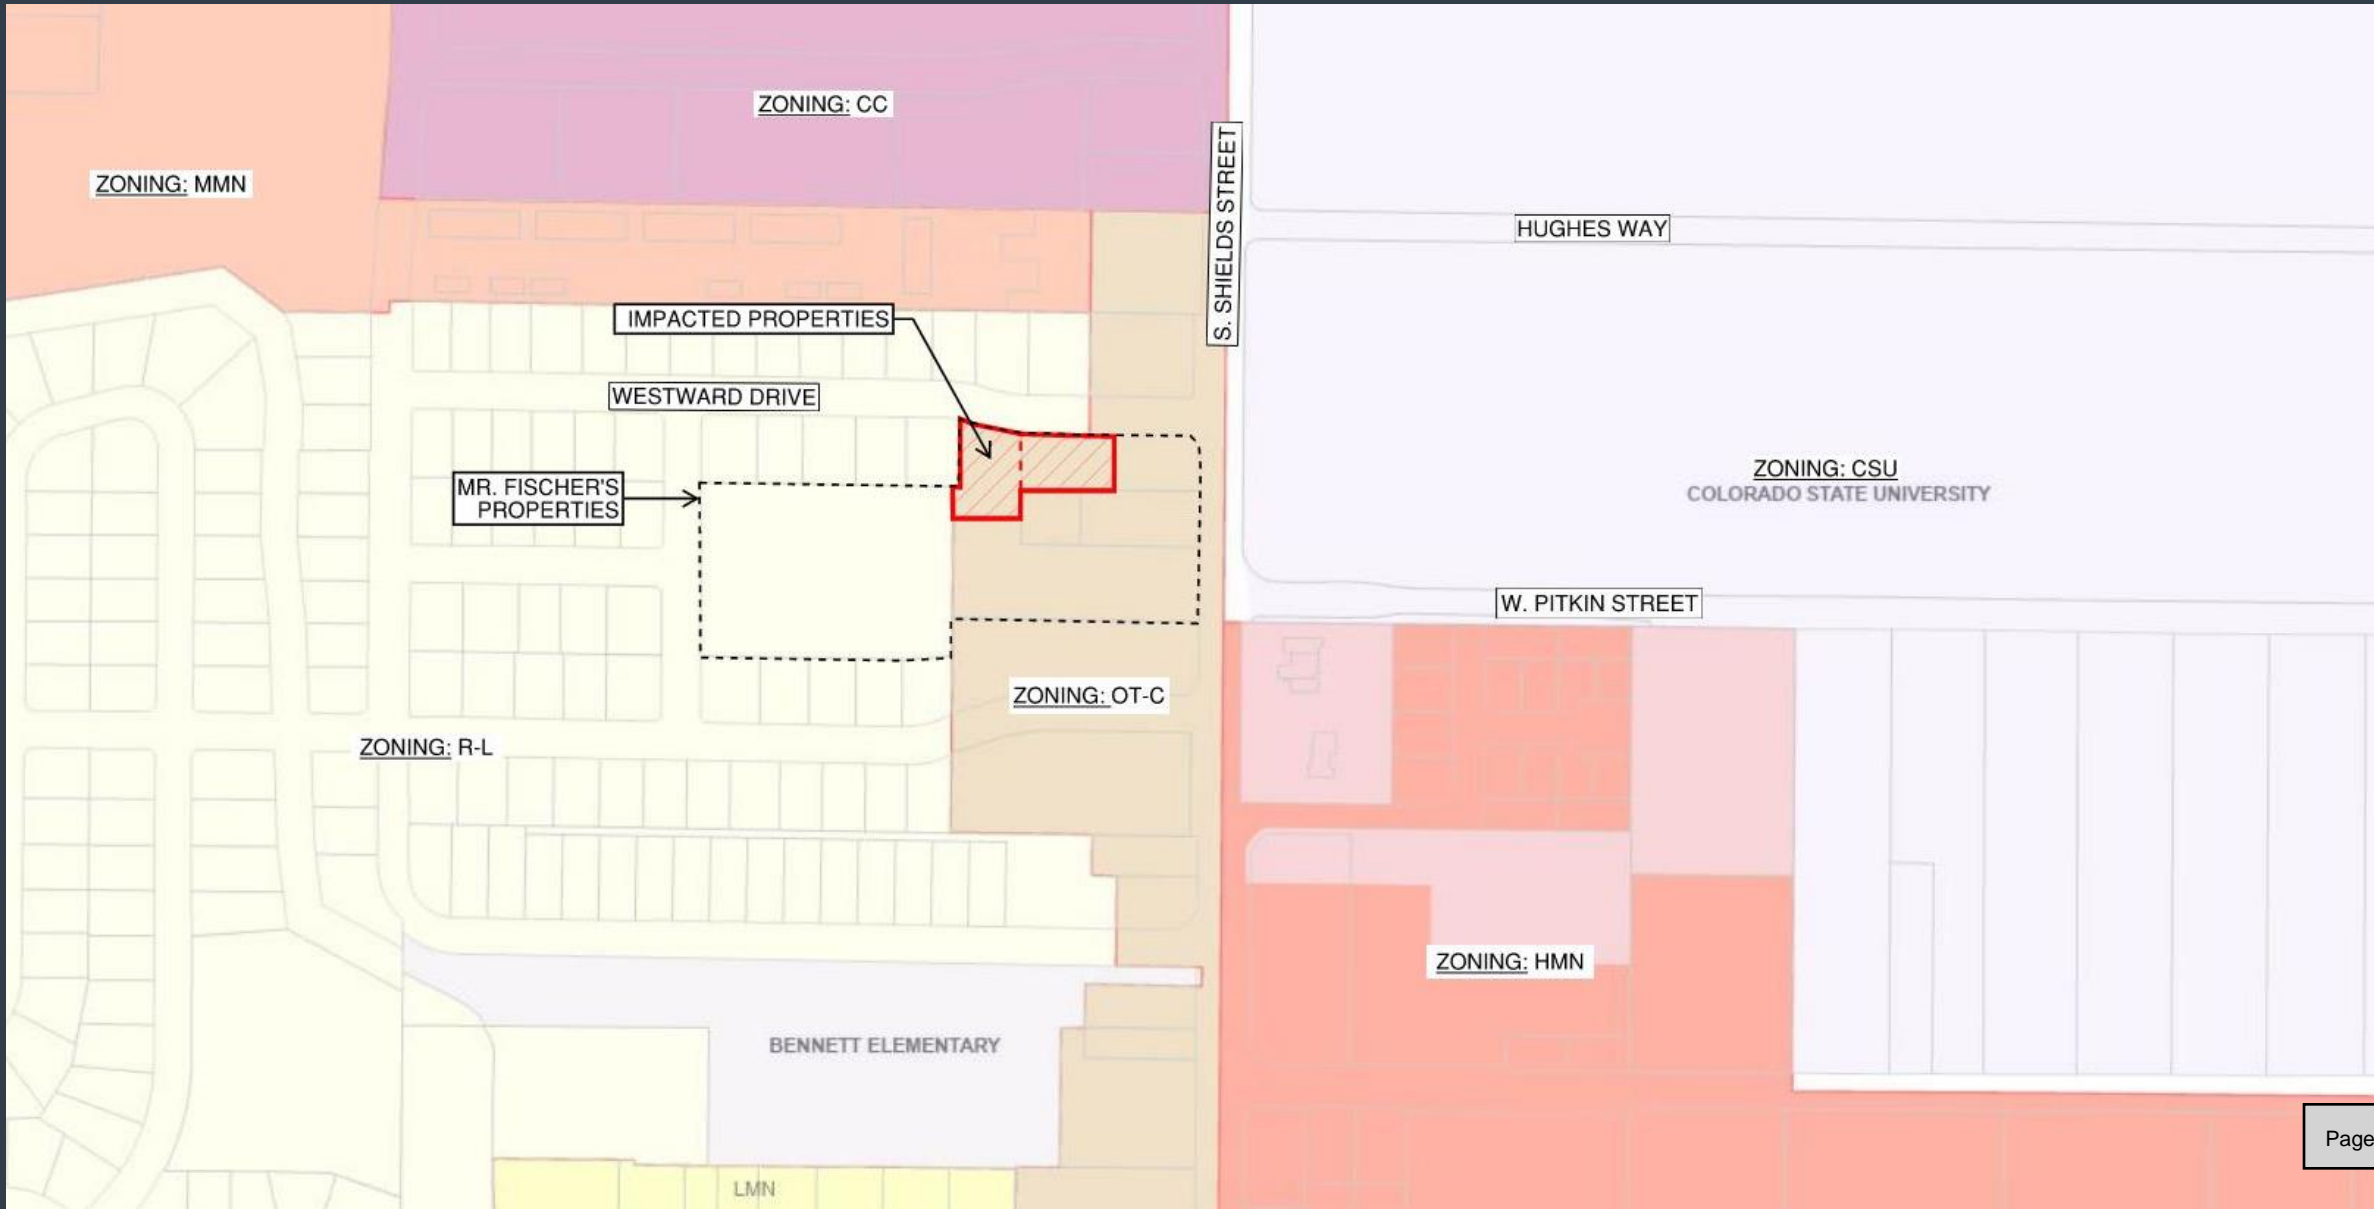 ZONING: CC
ZONING: MMN
S. SHIELDS STREET
HUGHES WAY
IMPACTED PROPERTIES
WESTWARD DRIVE
MR. FISCHER'S
PROPERTIES
ZONING: CSU
COLORADO STATE UNIVERSITY
W. PITKIN STREET
ZONING: OT-C
ZONING: R-L
ZONING: HMN
BENNETT ELEMENTARY
Page
LMN